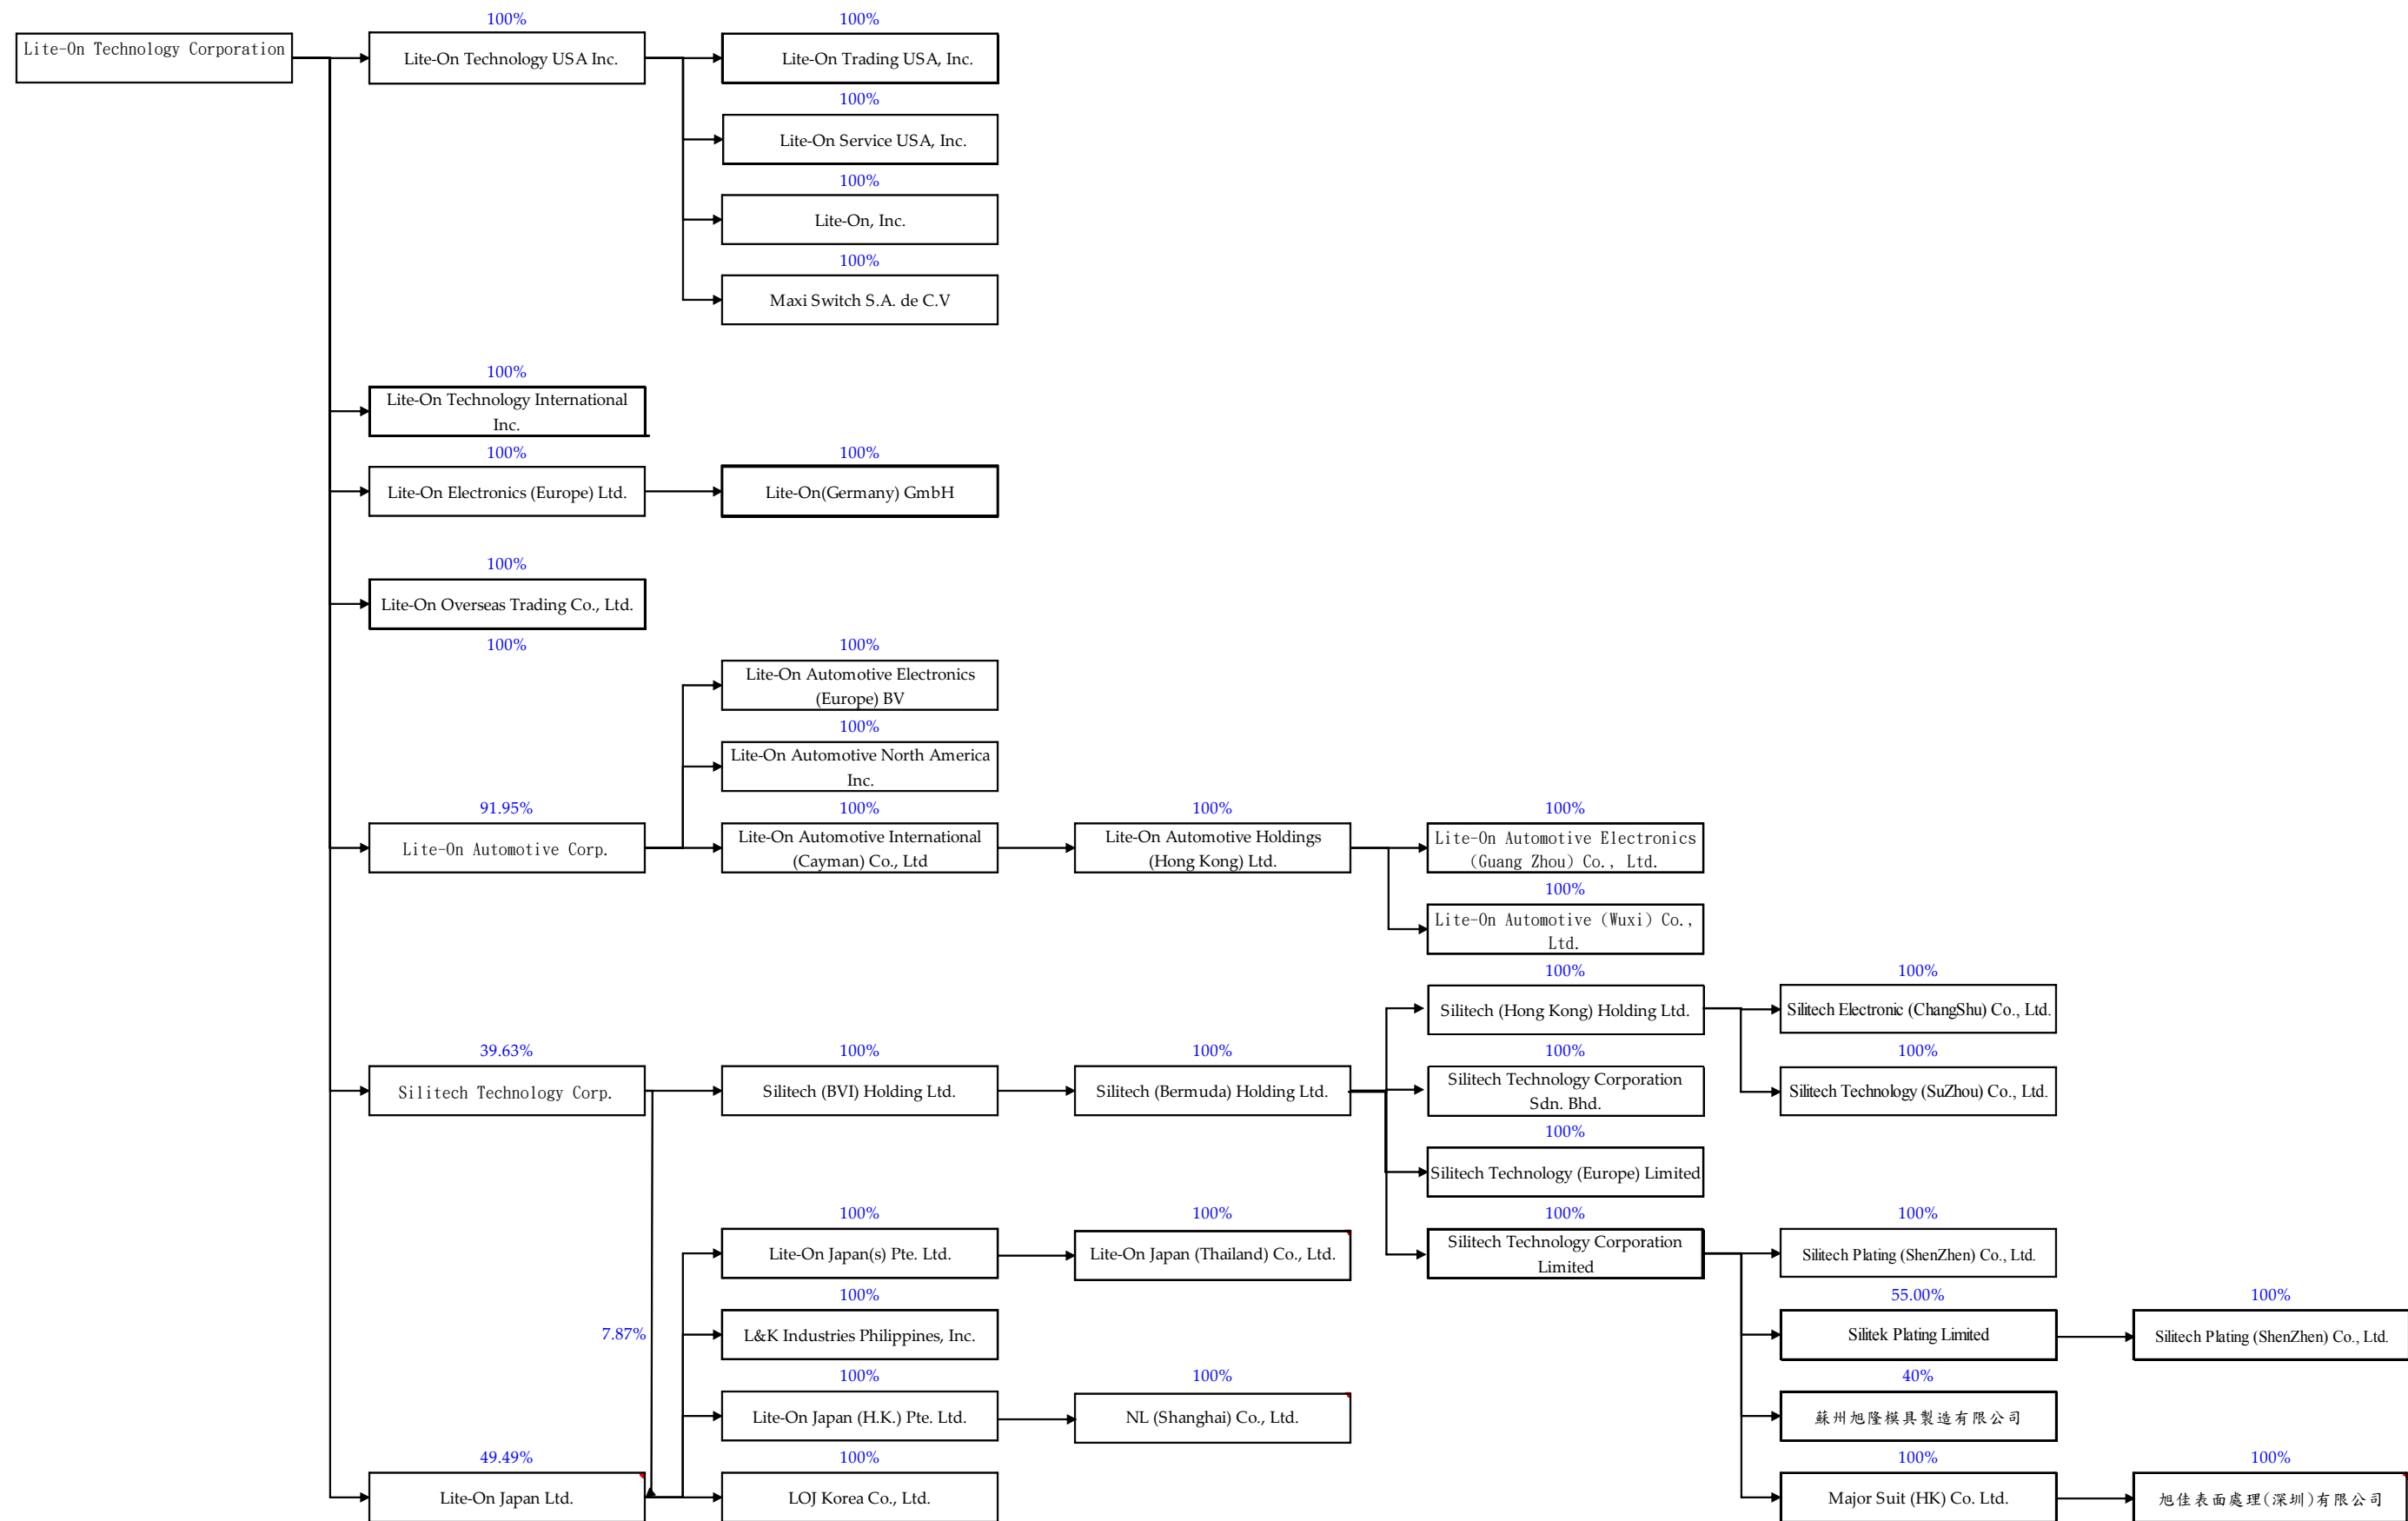 100%
100%
Lite-On Technology Corporation
Lite-On Technology USA Inc.
Lite-On Trading USA, Inc.
100%
Lite-On Service USA, Inc.
100%
Lite-On, Inc.
100%
Maxi Switch S.A. de C.V
100%
Lite-On Technology International
Inc.
100%
100%
Lite-On Electronics (Europe) Ltd.
Lite-On(Germany) GmbH
100%
Lite-On Overseas Trading Co., Ltd.
100%
100%
Lite-On Automotive Electronics
(Europe) BV
100%
Lite-On Automotive North America
Inc.
91.95%
100%
100%
100%
Lite-On Automotive Corp.
Lite-On Automotive International
(Cayman) Co., Ltd
Lite-On Automotive Holdings
(Hong Kong) Ltd.
Lite-On Automotive Electronics
(Guang Zhou) Co., Ltd.
100%
Lite-On Automotive (Wuxi) Co.,
Ltd.
100%
100%
Silitech (Hong Kong) Holding Ltd.
Silitech Electronic (ChangShu) Co., Ltd.
39.63%
100%
100%
100%
100%
Silitech Technology Corp.
Silitech (BVI) Holding Ltd.
Silitech (Bermuda) Holding Ltd.
Silitech Technology Corporation
Sdn. Bhd.
Silitech Technology (SuZhou) Co., Ltd.
100%
Silitech Technology (Europe) Limited
100%
100%
100%
100%
Lite-On Japan(s) Pte. Ltd.
Lite-On Japan (Thailand) Co., Ltd.
Silitech Technology Corporation
Limited
Silitech Plating (ShenZhen) Co., Ltd.
100%
55.00%
100%
7.87%
L&K Industries Philippines, Inc.
Silitek Plating Limited
Silitech Plating (ShenZhen) Co., Ltd.
100%
100%
40%
Lite-On Japan (H.K.) Pte. Ltd.
NL (Shanghai) Co., Ltd.
蘇州旭隆模具製造有限公司
49.49%
100%
100%
100%
Lite-On Japan Ltd.
LOJ Korea Co., Ltd.
Major Suit (HK) Co. Ltd.
旭佳表面處理(深圳)有限公司